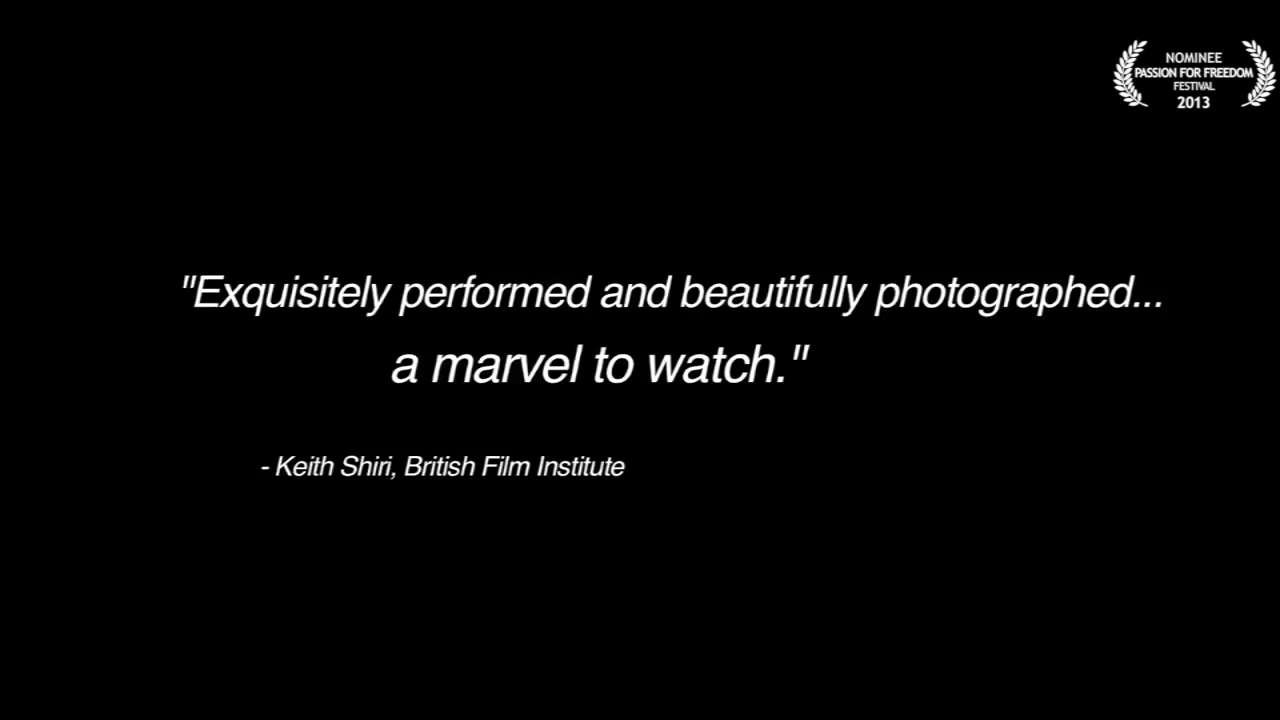 NOMINEE
PASSION FOR FREEDOM
FESTIVAL
2013
"Exquisitely performed and beautifully photographed...
a marvel to watch."
- Keith Shiri, British Film Institute